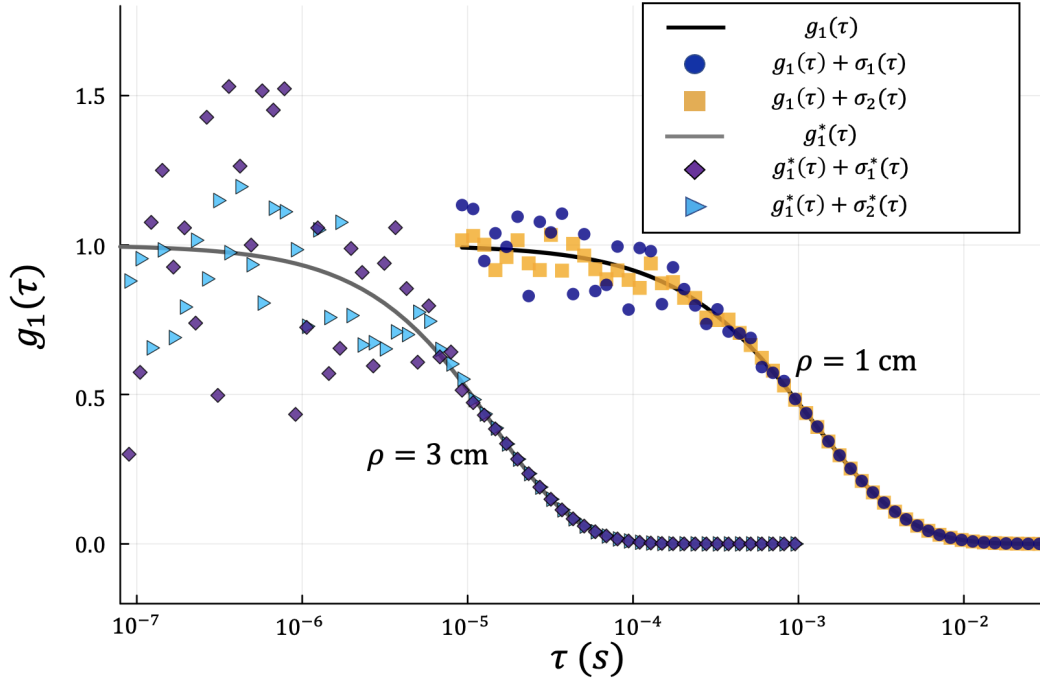 g₁(τ)
g₁(τ) + σ₁(τ)
g₁(τ) + σ₂(τ)
g₁*(τ)
g₁*(τ) + σ₁*(τ)
g₁*(τ) + σ₂*(τ)
1.5
1.0
0.5
0.0
g₁(τ)
ρ = 1 cm
ρ = 3 cm
10⁻⁷ 10⁻⁶ 10⁻⁵ 10⁻⁴ 10⁻³ 10⁻²
τ (s)